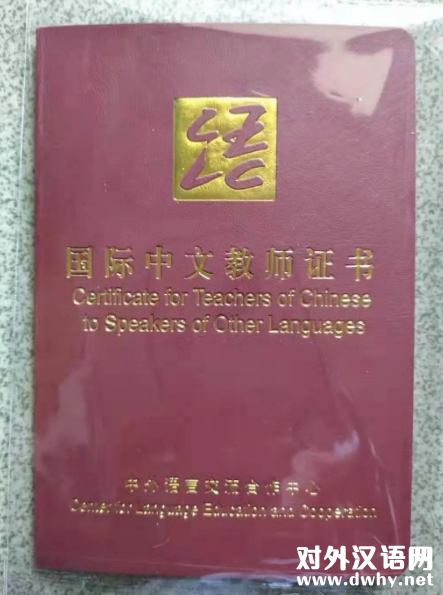 语
国际中文教师证书
Certificate for Teachers of Chinese
to Speakers of Other Languages
中外语言交流合作中心
Center for Language Education and Cooperation
对外汉语网
www.dwhy.net